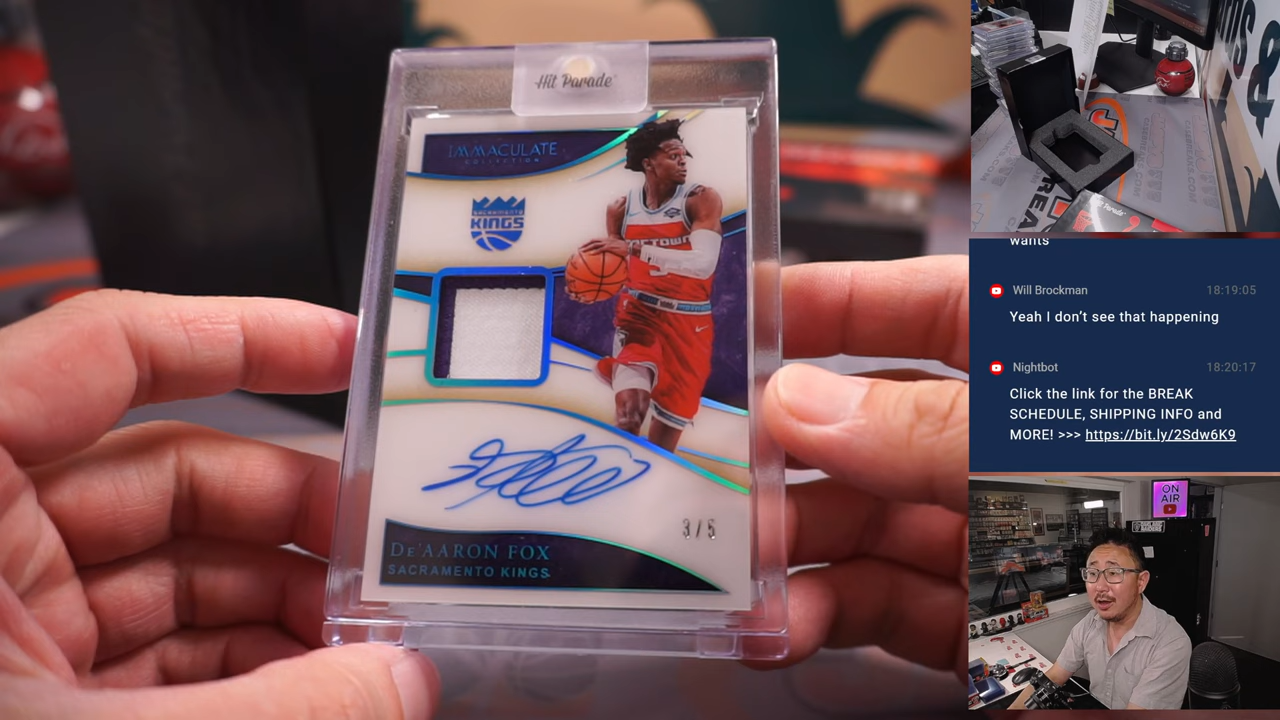 Hit Parade
IMMACULATE
COLLECTION
SACRAMENTO
KINGS
3/5
DE'AARON FOX
SACRAMENTO KINGS
wants
Will Brockman 18:19:05
Yeah I don't see that happening
Nightbot 18:20:17
Click the link for the BREAK
SCHEDULE, SHIPPING INFO and
MORE! >>> https://bit.ly/2Sdw6K9
ON
AIR